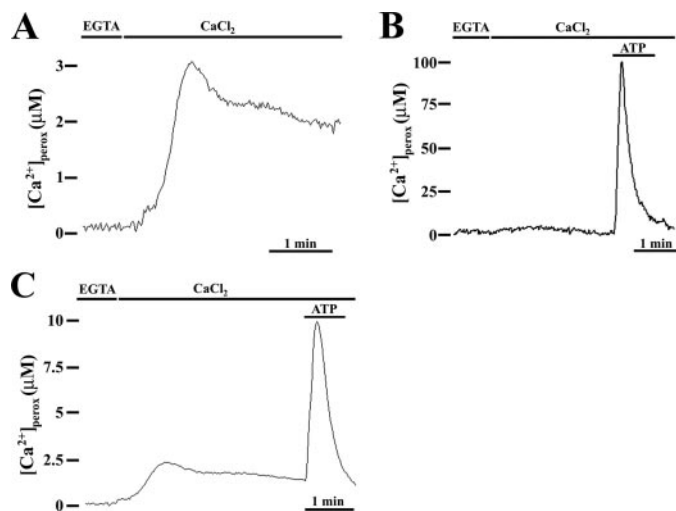 A
EGTA CaCl₂
[Ca²⁺]perox (μM)
3
2
1
0
1 min
B
EGTA CaCl₂
ATP
[Ca²⁺]perox (μM)
100
75
50
25
0
1 min
C
EGTA CaCl₂
ATP
[Ca²⁺]perox (μM)
10
7.5
5
2.5
0
1 min